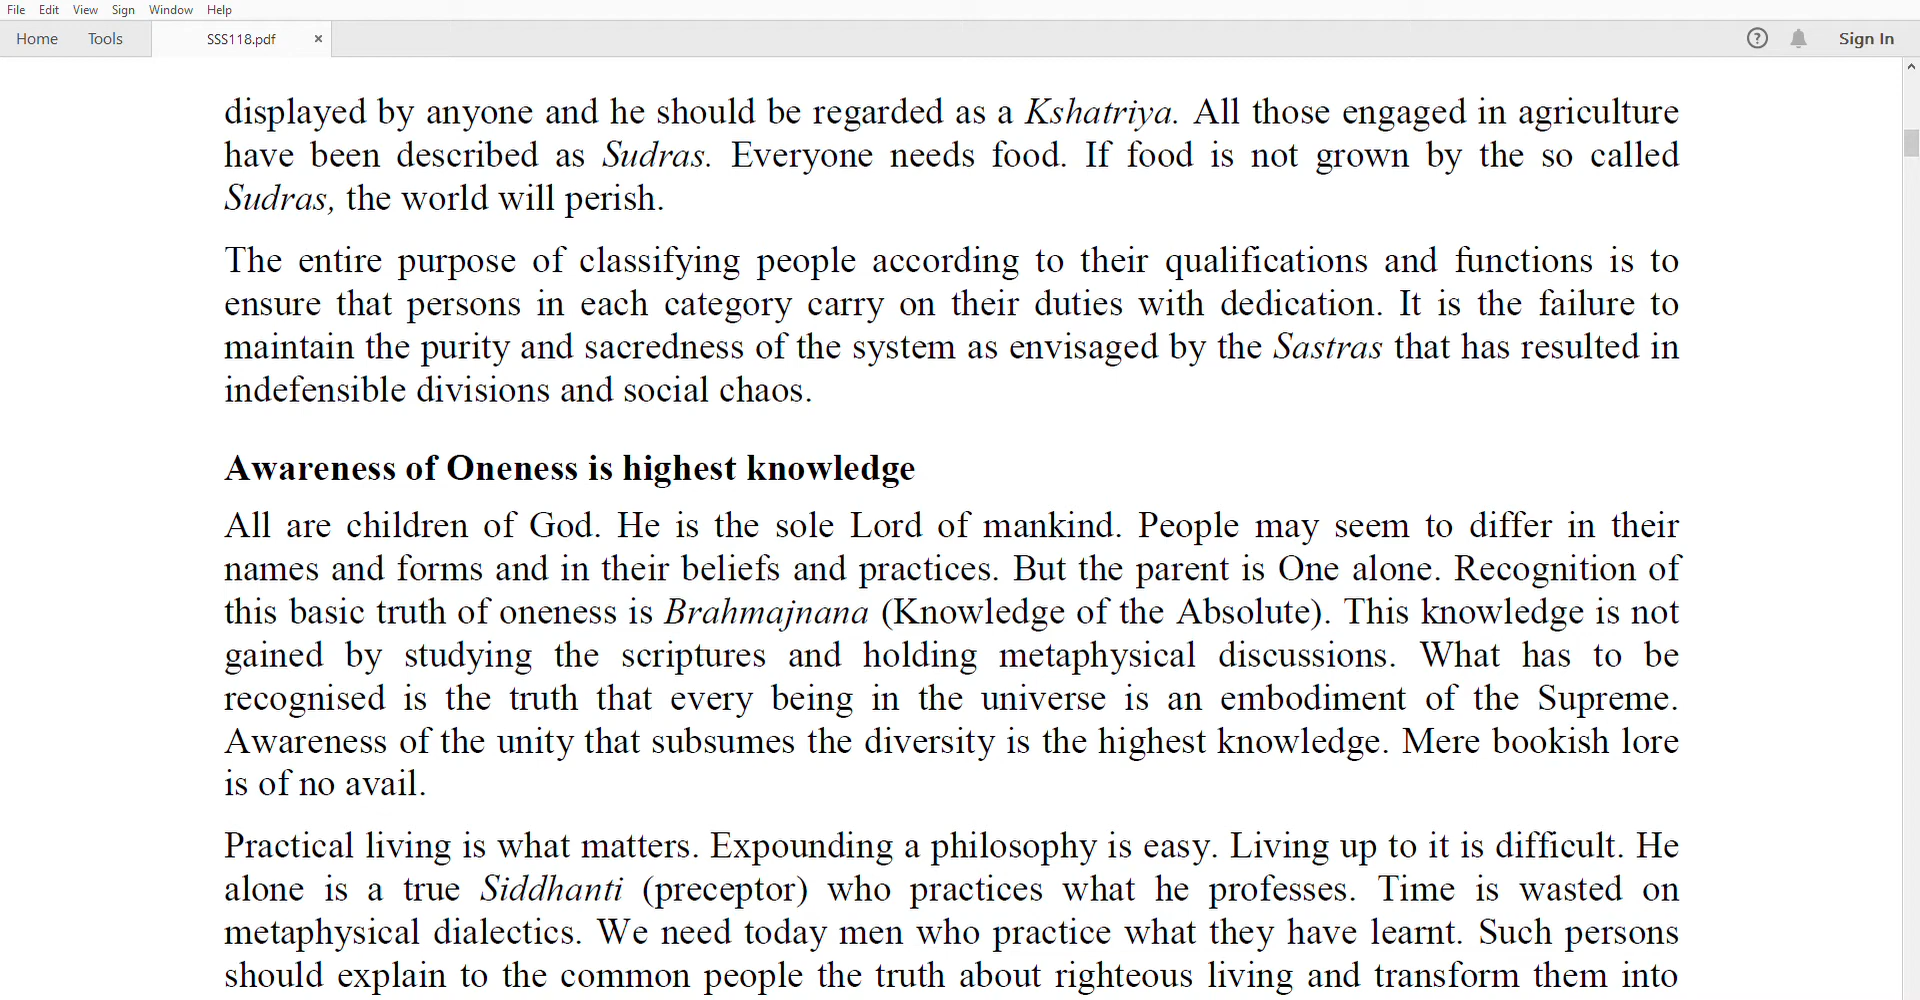 File Edit View Sign Window Help
Home Tools SSS118.pdf × ? Sign In
displayed by anyone and he should be regarded as a Kshatriya. All those engaged in agriculture
have been described as Sudras. Everyone needs food. If food is not grown by the so called
Sudras, the world will perish.
The entire purpose of classifying people according to their qualifications and functions is to
ensure that persons in each category carry on their duties with dedication. It is the failure to
maintain the purity and sacredness of the system as envisaged by the Sastras that has resulted in
indefensible divisions and social chaos.
Awareness of Oneness is highest knowledge
All are children of God. He is the sole Lord of mankind. People may seem to differ in their
names and forms and in their beliefs and practices. But the parent is One alone. Recognition of
this basic truth of oneness is Brahmajnana (Knowledge of the Absolute). This knowledge is not
gained by studying the scriptures and holding metaphysical discussions. What has to be
recognised is the truth that every being in the universe is an embodiment of the Supreme.
Awareness of the unity that subsumes the diversity is the highest knowledge. Mere bookish lore
is of no avail.
Practical living is what matters. Expounding a philosophy is easy. Living up to it is difficult. He
alone is a true Siddhanti (preceptor) who practices what he professes. Time is wasted on
metaphysical dialectics. We need today men who practice what they have learnt. Such persons
should explain to the common people the truth about righteous living and transform them into